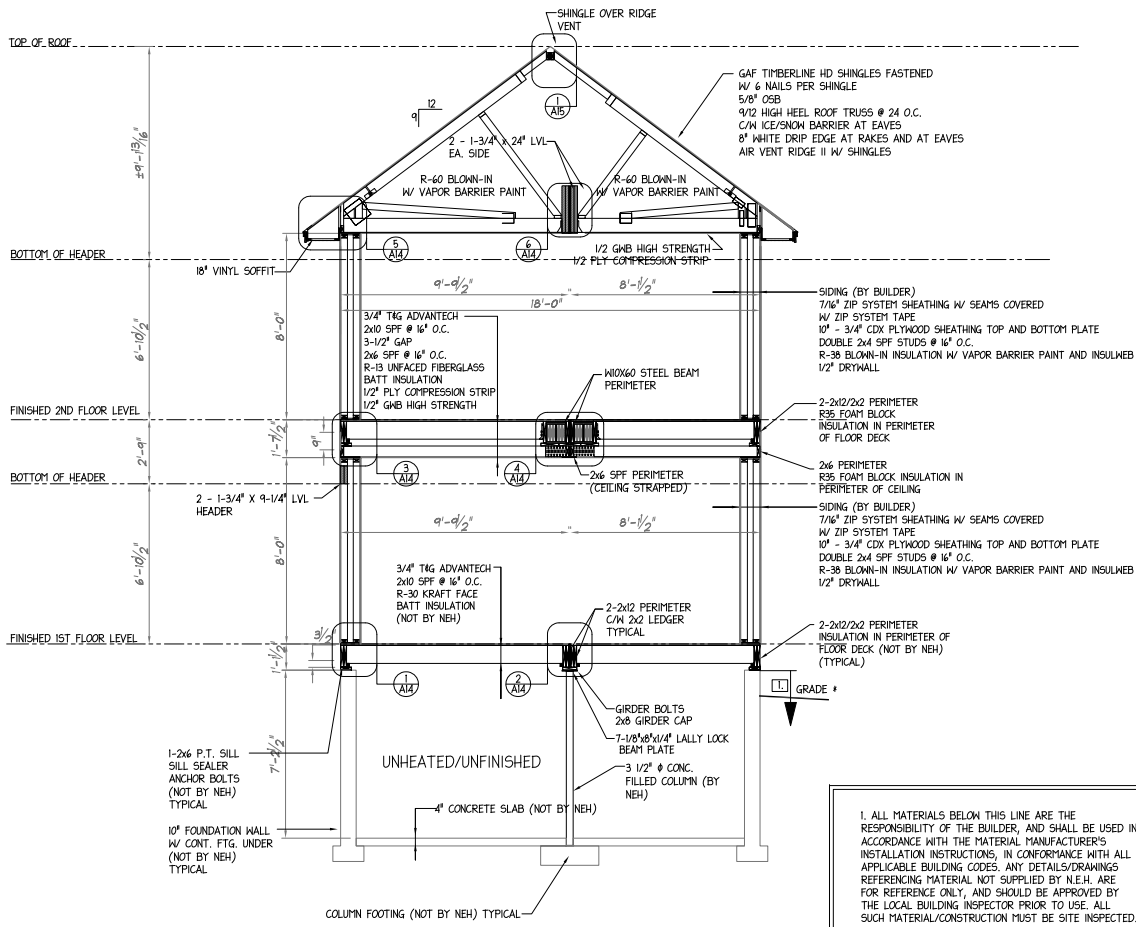 SHINGLE OVER RIDGE
VENT
TOP OF ROOF
GAF TIMBERLINE HD SHINGLES FASTENED
W/ 6 NAILS PER SHINGLE
5/8" OSB
9/12 HIGH HEEL ROOF TRUSS @ 24 O.C.
C/W ICE/SNOW BARRIER AT EAVES
8" WHITE DRIP EDGE AT RAKES AND AT EAVES
AIR VENT RIDGE II W/ SHINGLES
1
A15
12
9
±9'-1 13/16"
2 - 1-3/4" x 24" LVL
EA. SIDE
R-60 BLOWN-IN
W/ VAPOR BARRIER PAINT
R-60 BLOWN-IN
W/ VAPOR BARRIER PAINT
5
A14
6
A14
1/2 GWB HIGH STRENGTH
1/2 PLY COMPRESSION STRIP
BOTTOM OF HEADER
18" VINYL SOFFIT
9'-9 1/2"
8'-1 1/2"
18'-0"
6'-10 1/2"
8'-0"
3/4" T&G ADVANTECH
2x10 SPF @ 16" O.C.
3-1/2" GAP
2x6 SPF @ 16" O.C.
R-13 UNFACED FIBERGLASS
BATT INSULATION
1/2" PLY COMPRESSION STRIP
1/2" GWB HIGH STRENGTH
SIDING (BY BUILDER)
7/16" ZIP SYSTEM SHEATHING W/ SEAMS COVERED
W/ ZIP SYSTEM TAPE
10" - 3/4" CDX PLYWOOD SHEATHING TOP AND BOTTOM PLATE
DOUBLE 2x4 SPF STUDS @ 16" O.C.
R-38 BLOWN-IN INSULATION W/ VAPOR BARRIER PAINT AND INSULWEB
1/2" DRYWALL
W10X60 STEEL BEAM
PERIMETER
FINISHED 2ND FLOOR LEVEL
2-2x12/2x2 PERIMETER
R35 FOAM BLOCK
INSULATION IN PERIMETER
OF FLOOR DECK
2'-9"
1'-7 1/2"
9"
3
A14
4
A14
2x6 SPF PERIMETER
(CEILING STRAPPED)
2x6 PERIMETER
R35 FOAM BLOCK INSULATION IN
PERIMETER OF CEILING
BOTTOM OF HEADER
2 - 1-3/4" X 9-1/4" LVL
HEADER
SIDING (BY BUILDER)
7/16" ZIP SYSTEM SHEATHING W/ SEAMS COVERED
W/ ZIP SYSTEM TAPE
10" - 3/4" CDX PLYWOOD SHEATHING TOP AND BOTTOM PLATE
DOUBLE 2x4 SPF STUDS @ 16" O.C.
R-38 BLOWN-IN INSULATION W/ VAPOR BARRIER PAINT AND INSULWEB
1/2" DRYWALL
9'-9 1/2"
8'-1 1/2"
6'-10 1/2"
8'-0"
3/4" T&G ADVANTECH
2x10 SPF @ 16" O.C.
R-30 KRAFT FACE
BATT INSULATION
(NOT BY NEH)
2-2x12 PERIMETER
C/W 2x2 LEDGER
TYPICAL
FINISHED 1ST FLOOR LEVEL
2-2x12/2x2 PERIMETER
INSULATION IN PERIMETER OF
FLOOR DECK (NOT BY NEH)
(TYPICAL)
3 1/2
1'-1 1/2"
1
A14
2
A14
1.
GRADE *
GIRDER BOLTS
2x8 GIRDER CAP
7-1/8"x8"x1/4" LALLY LOCK
BEAM PLATE
3 1/2" ϕ CONC.
FILLED COLUMN (BY
NEH)
1-2x6 P.T. SILL
SILL SEALER
ANCHOR BOLTS
(NOT BY NEH)
TYPICAL
7'-2 1/2"
UNHEATED/UNFINISHED
4" CONCRETE SLAB (NOT BY NEH)
10" FOUNDATION WALL
W/ CONT. FTG. UNDER
(NOT BY NEH)
TYPICAL
COLUMN FOOTING (NOT BY NEH) TYPICAL
1. ALL MATERIALS BELOW THIS LINE ARE THE
RESPONSIBILITY OF THE BUILDER, AND SHALL BE USED IN
ACCORDANCE WITH THE MATERIAL MANUFACTURER'S
INSTALLATION INSTRUCTIONS, IN CONFORMANCE WITH ALL
APPLICABLE BUILDING CODES. ANY DETAILS/DRAWINGS
REFERENCING MATERIAL NOT SUPPLIED BY N.E.H. ARE
FOR REFERENCE ONLY, AND SHOULD BE APPROVED BY
THE LOCAL BUILDING INSPECTOR PRIOR TO USE. ALL
SUCH MATERIAL/CONSTRUCTION MUST BE SITE INSPECTED.